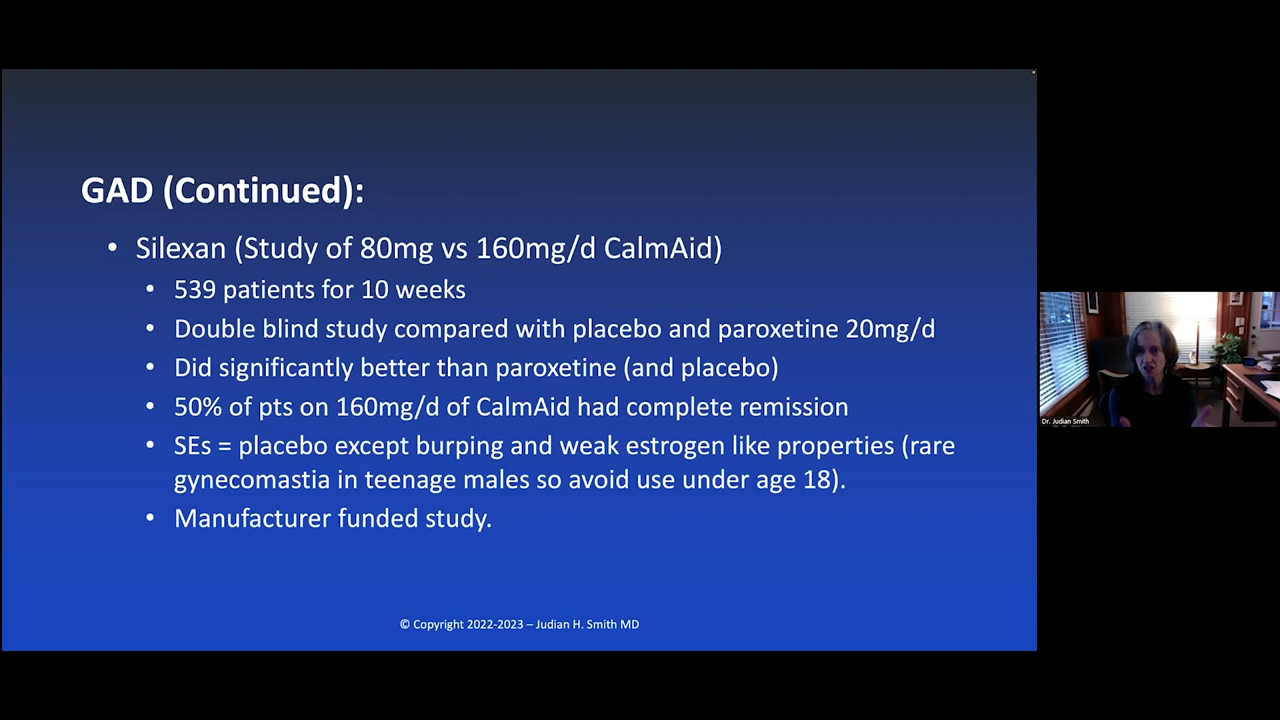 GAD (Continued):
• Silexan (Study of 80mg vs 160mg/d CalmAid)
• 539 patients for 10 weeks
• Double blind study compared with placebo and paroxetine 20mg/d
• Did significantly better than paroxetine (and placebo)
• 50% of pts on 160mg/d of CalmAid had complete remission
• SEs = placebo except burping and weak estrogen like properties (rare
gynecomastia in teenage males so avoid use under age 18).
• Manufacturer funded study.
© Copyright 2022-2023 – Judian H. Smith MD
Dr. Judian Smith